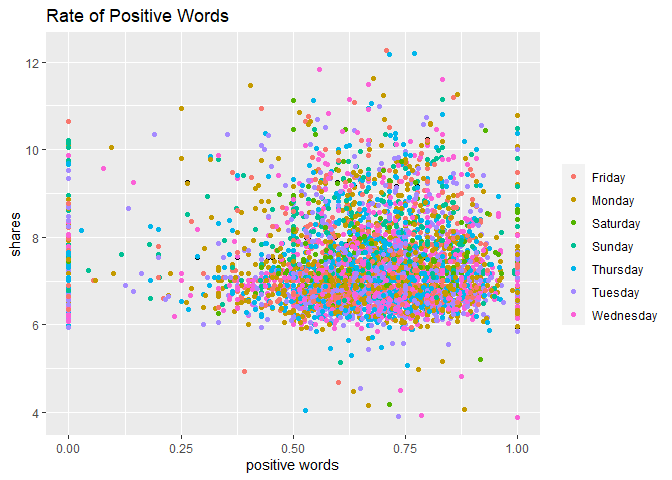 Rate of Positive Words
12
10
8
6
4
shares
0.00 0.25 0.50 0.75 1.00
positive words
Friday
Monday
Saturday
Sunday
Thursday
Tuesday
Wednesday